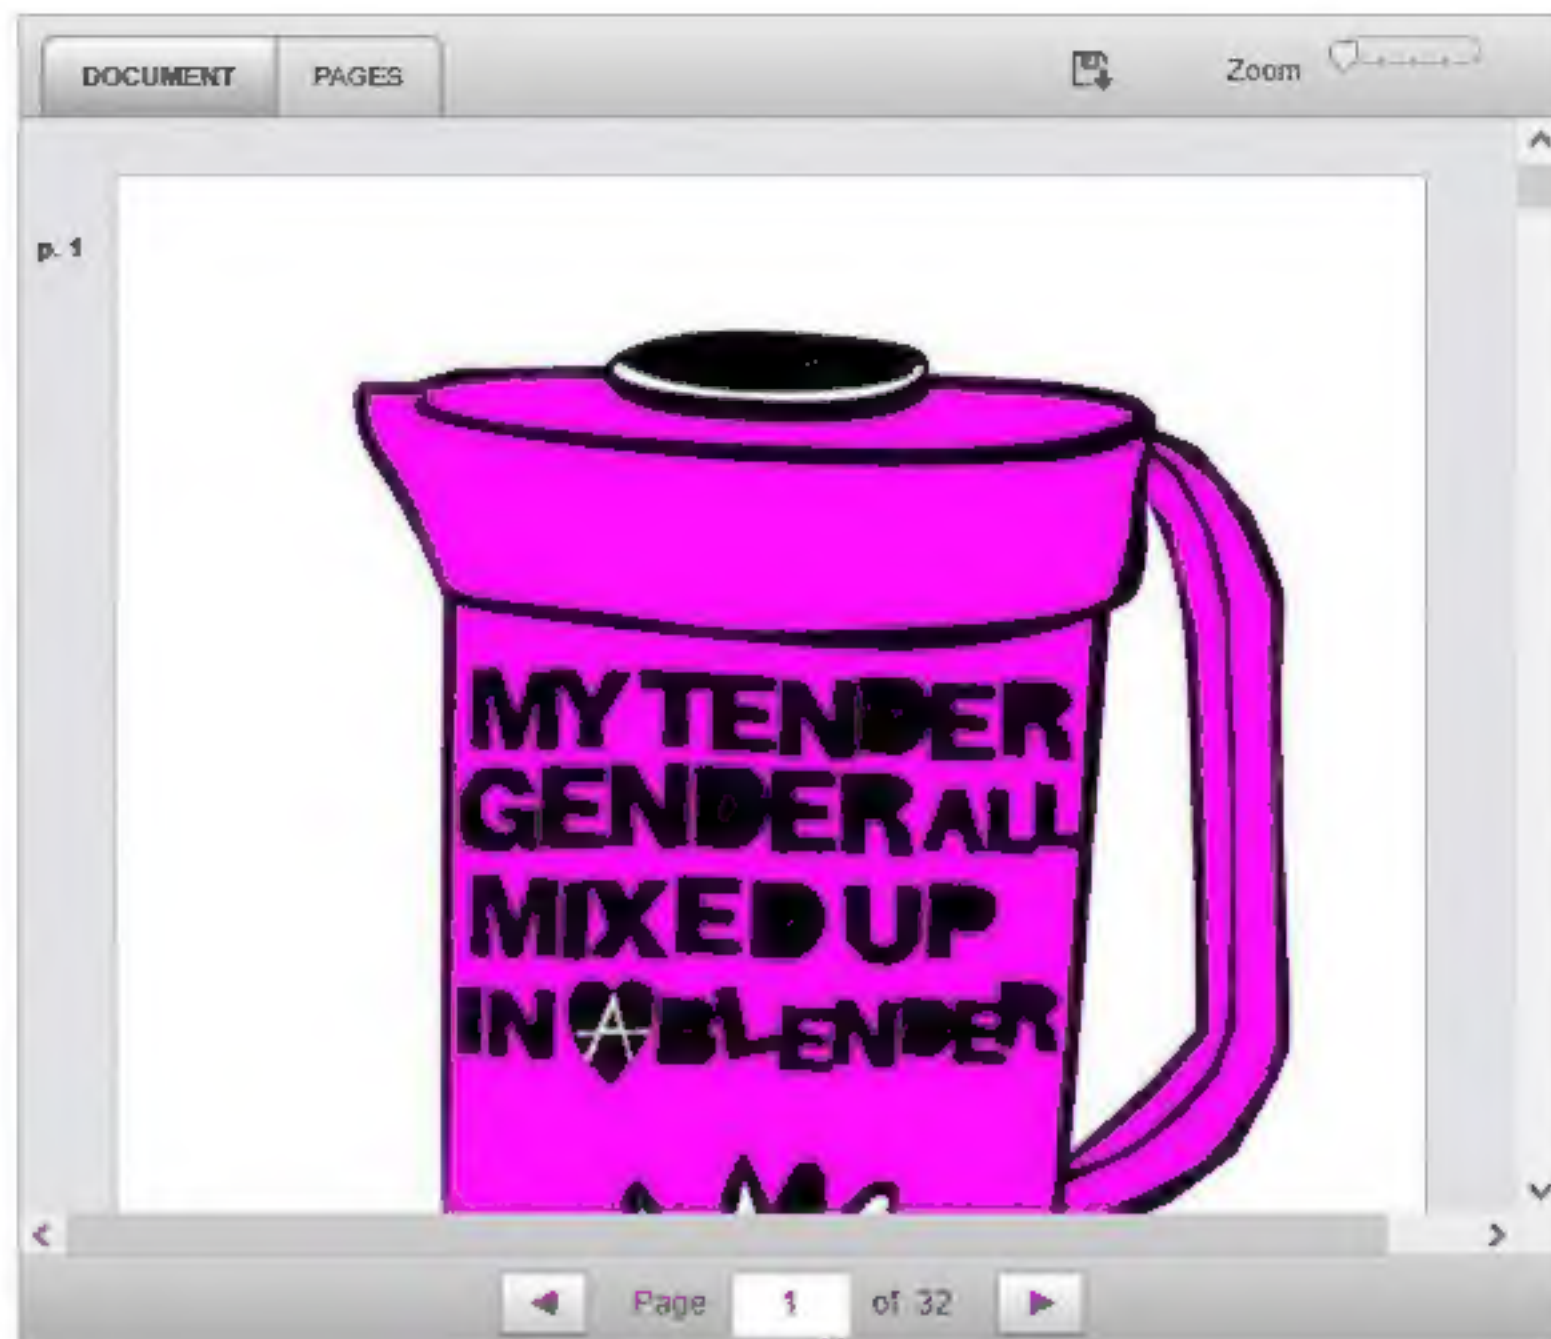 DOCUMENT PAGES Zoom
p. 1
MY TENDER
GENDER ALL
MIXED UP
IN A BLENDER
Page 1 of 32